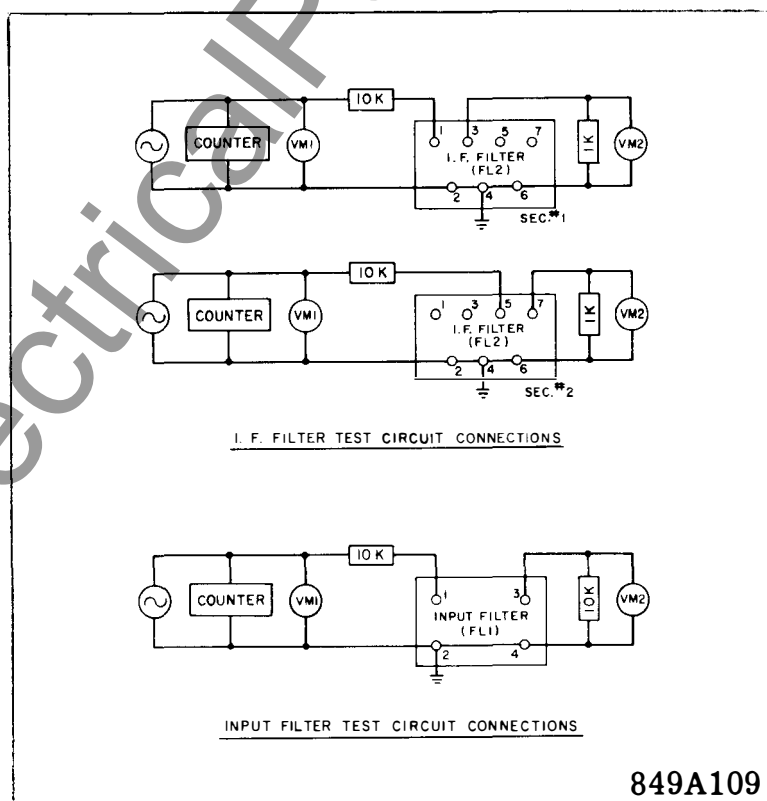 10K
COUNTER
VM1
1 3 5 7
I.F. FILTER
(FL2)
1K
VM2
2 4 6
SEC.#1
10K
COUNTER
VM1
1 3 5 7
I.F. FILTER
(FL2)
1K
VM2
2 4 6
SEC.#2
I. F. FILTER TEST CIRCUIT CONNECTIONS
10K
COUNTER
VM1
1 3
INPUT FILTER
(FL1)
10K
VM2
2 4
INPUT FILTER TEST CIRCUIT CONNECTIONS
849A109
ectricalP